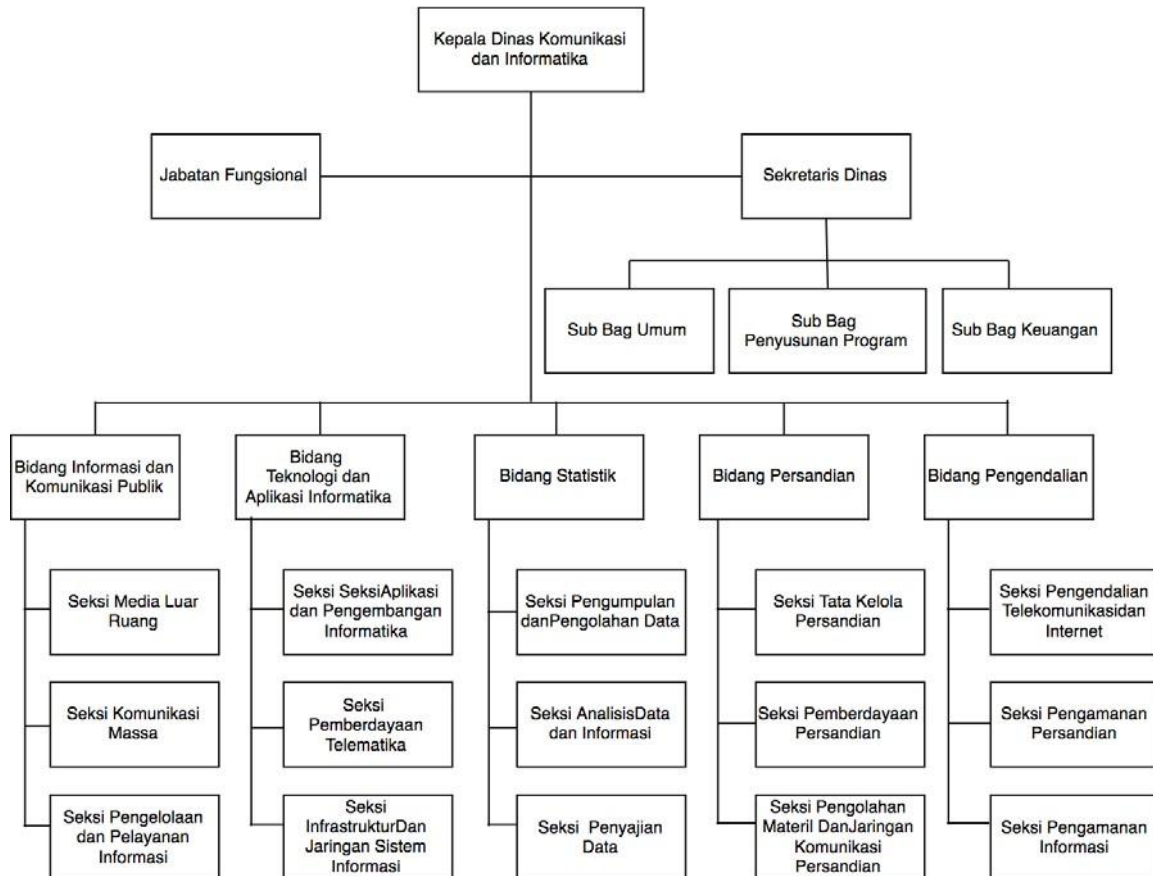 Kepala Dinas Komunikasi
dan Informatika
Jabatan Fungsional
Sekretaris Dinas
Sub Bag Umum
Sub Bag
Penyusunan Program
Sub Bag Keuangan
Bidang Informasi dan
Komunikasi Publik
Bidang
Teknologi dan
Aplikasi Informatika
Bidang Statistik
Bidang Persandian
Bidang Pengendalian
Seksi Media Luar
Ruang
Seksi SeksiAplikasi
dan Pengembangan
Informatika
Seksi Pengumpulan
danPengolahan Data
Seksi Tata Kelola
Persandian
Seksi Pengendalian
Telekomunikasidan
Internet
Seksi Komunikasi
Massa
Seksi
Pemberdayaan
Telematika
Seksi AnalisisData
dan Informasi
Seksi Pemberdayaan
Persandian
Seksi Pengamanan
Persandian
Seksi Pengelolaan
dan Pelayanan
Informasi
Seksi
InfrastrukturDan
Jaringan Sistem
Informasi
Seksi Penyajian
Data
Seksi Pengolahan
Materil DanJaringan
Komunikasi
Persandian
Seksi Pengamanan
Informasi